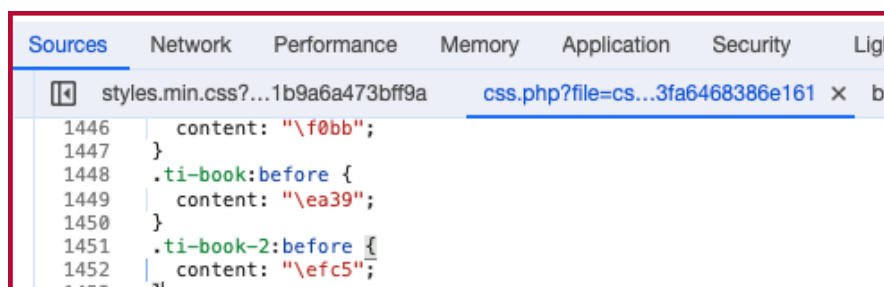 Sources Network Performance Memory Application Security Lig
styles.min.css?...1b9a6a473bff9a css.php?file=cs...3fa6468386e161 × b
1446 content: "\f0bb";
1447 }
1448 .ti-book:before {
1449 content: "\ea39";
1450 }
1451 .ti-book-2:before {
1452 content: "\efc5";